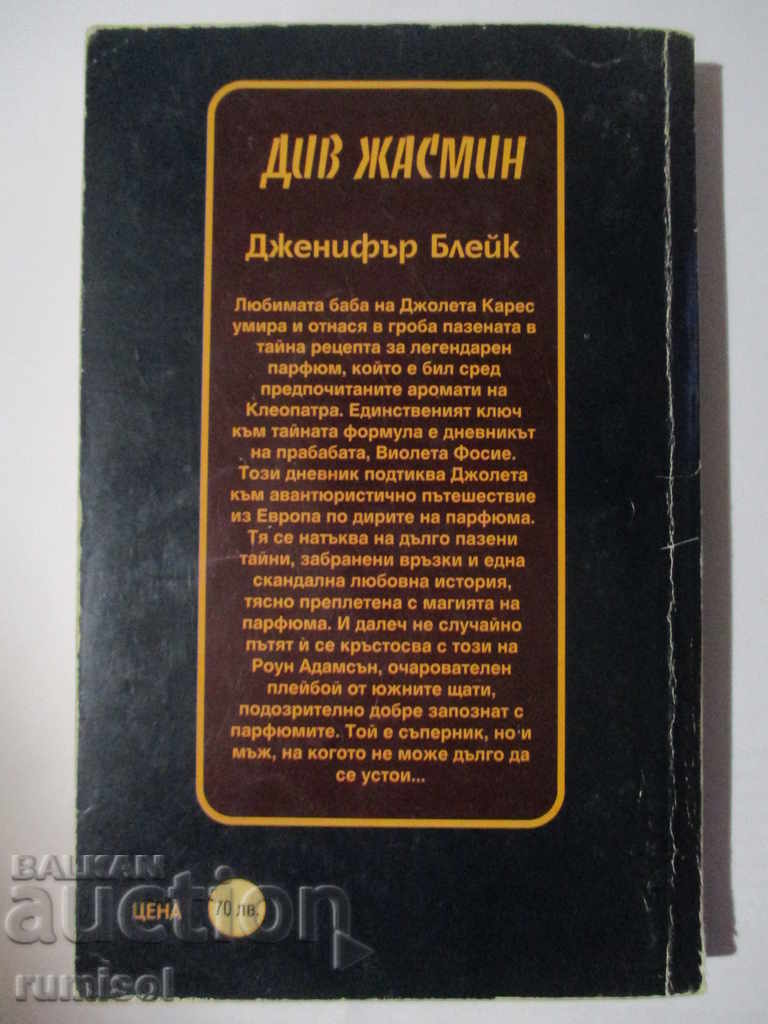 ДИВ ЖАСМИН
Дженифър Блейк
Любимата баба на Джолета Карес
умира и отнася в гроба пазената в
тайна рецепта за легендарен
парфюм, който е бил сред
предпочитаните аромати на
Клеопатра. Единственият ключ
към тайната формула е дневникът
на прабабата, Виолета Фосие.
Този дневник подтиква Джолета
към авантюристично пътешествие
из Европа по дирите на парфюма.
Тя се натъква на дълго пазени
тайни, забранени връзки и една
скандална любовна история,
тясно преплетена с магията на
парфюма. И далеч не случайно
пътят ѝ се кръстосва с този на
Роун Адамсън, очарователен
плейбой от южните щати,
подозрително добре запознат с
парфюмите. Той е съперник, но и
мъж, на когото не може дълго да
се устои...
BALKAN
auction
ЦЕНА 70 лв.
rumisol